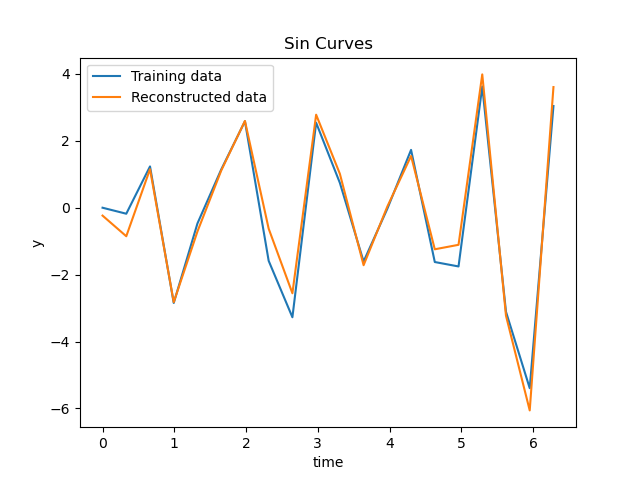 Sin Curves
Training data
Reconstructed data
4
2
0
−2
−4
−6
y
0 1 2 3 4 5 6
time